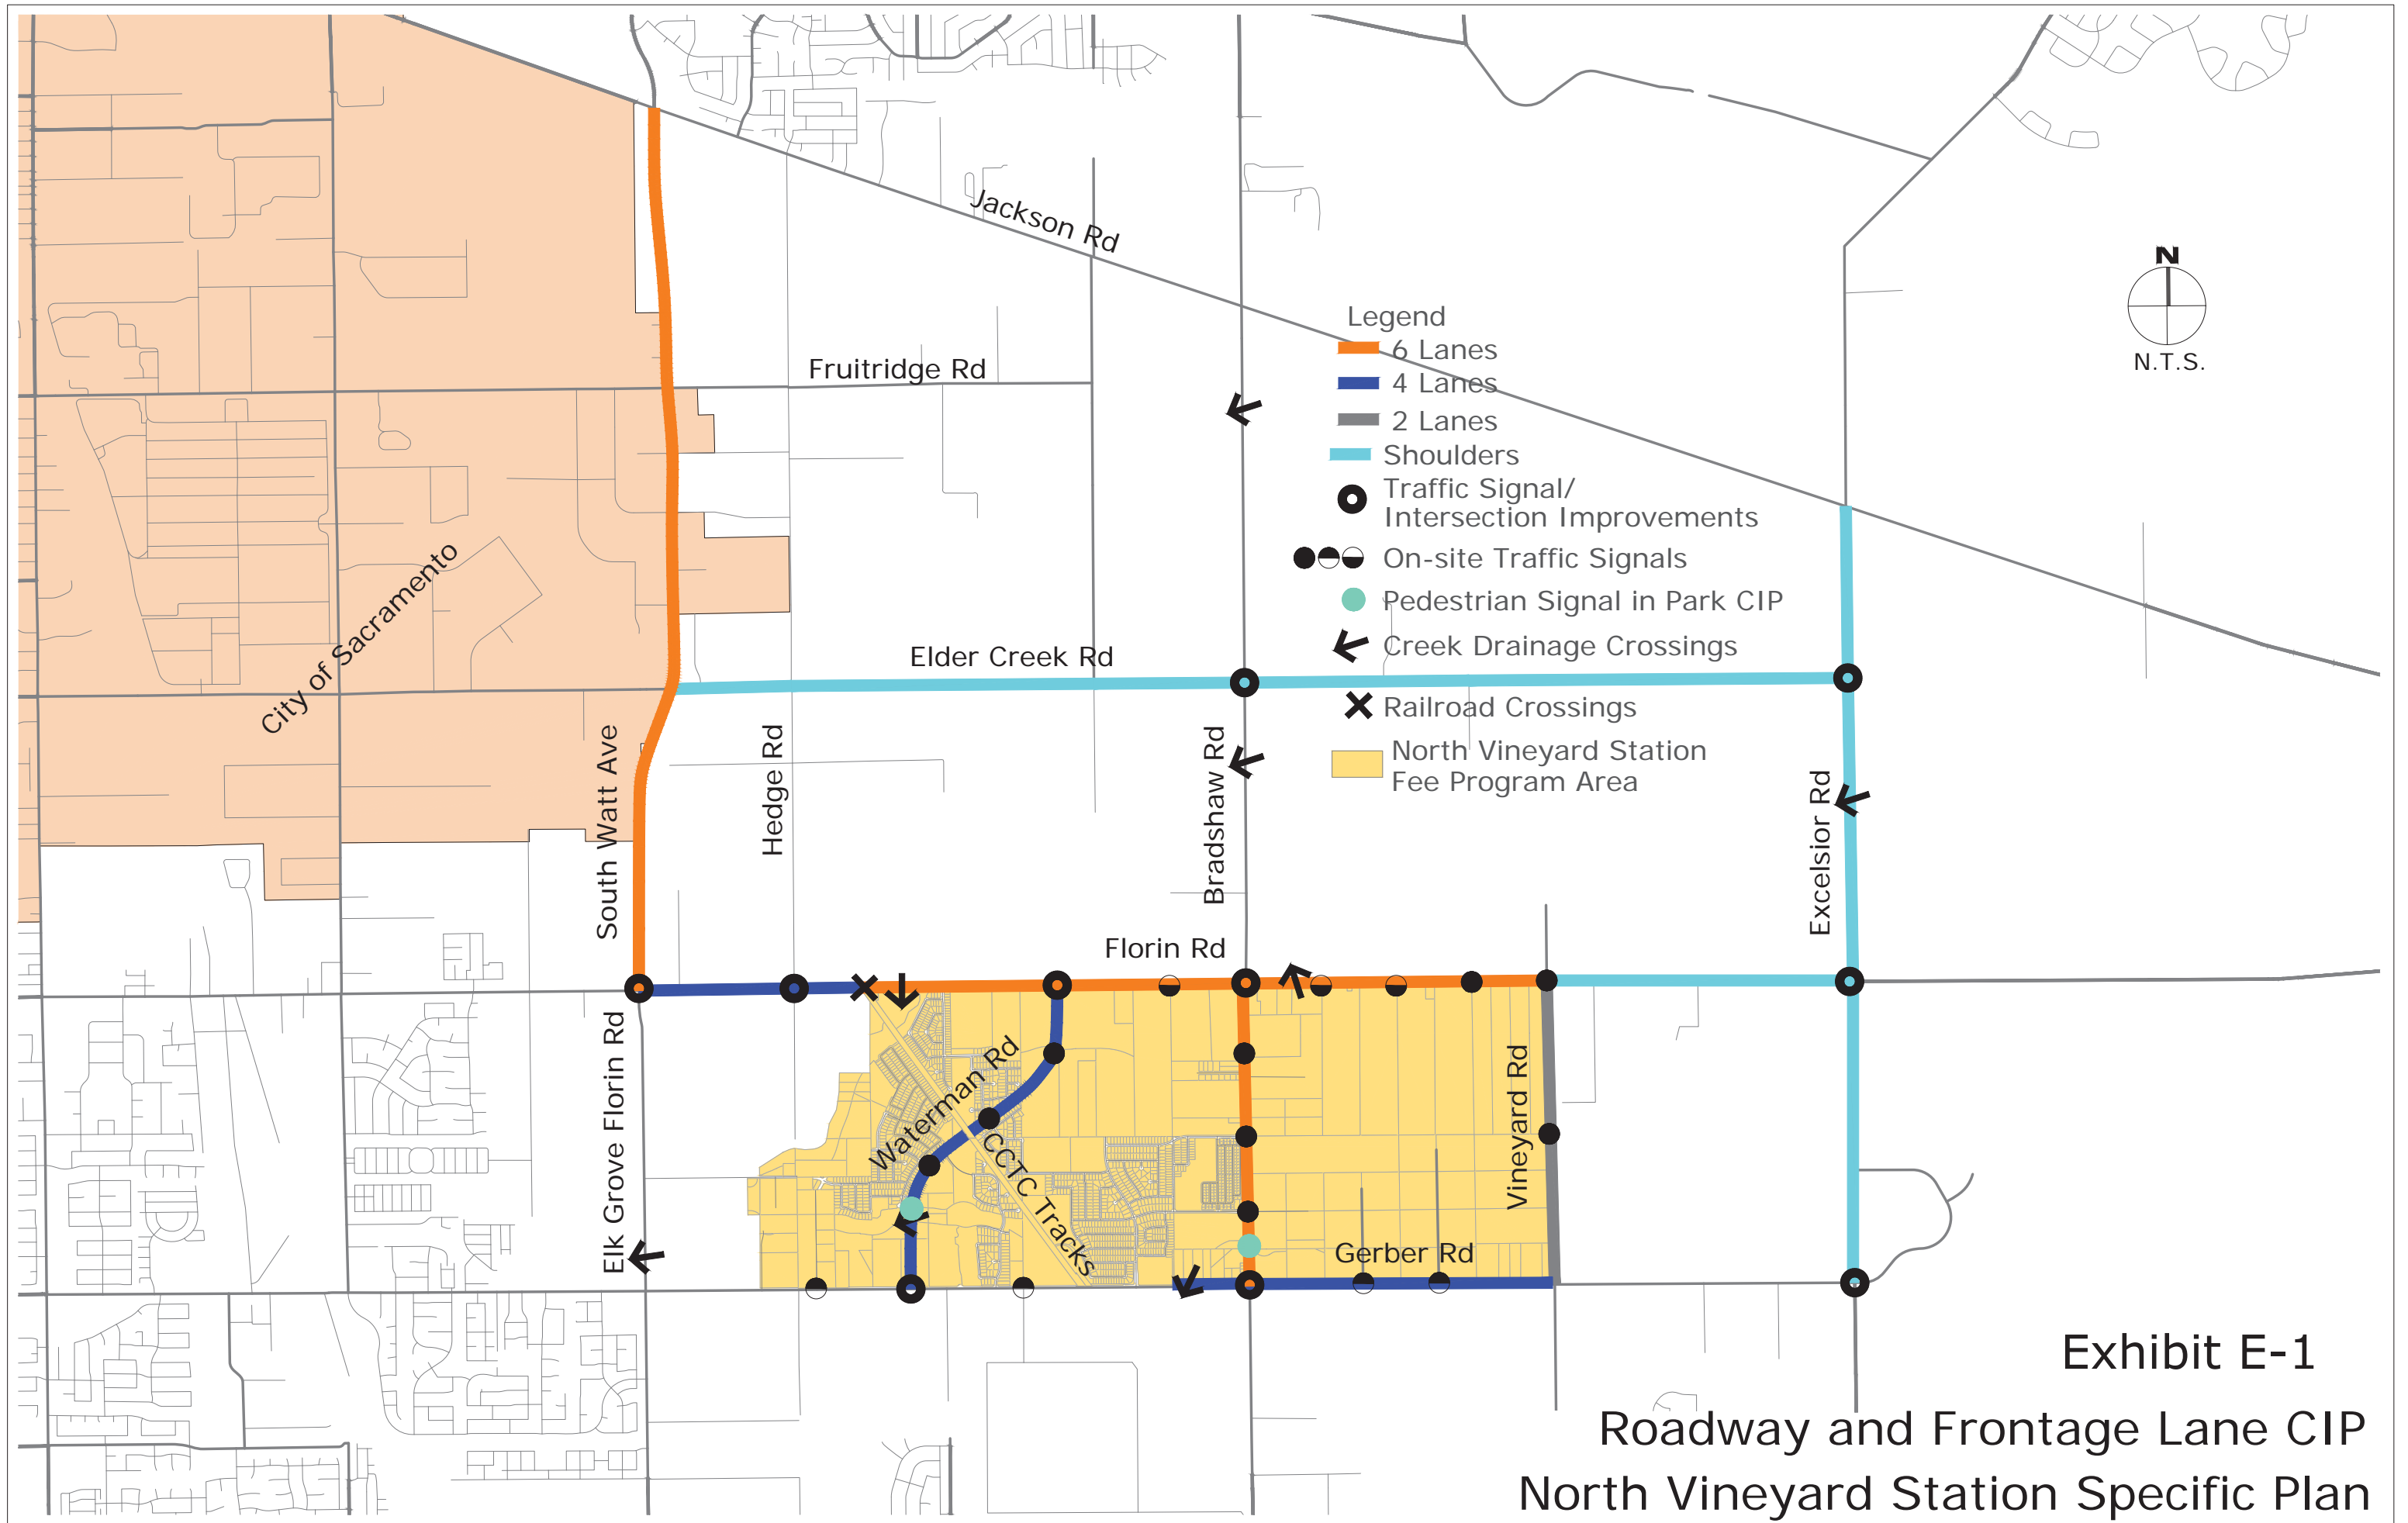 Jackson Rd
N
N.T.S.
Legend
6 Lanes
4 Lanes
2 Lanes
Shoulders
Traffic Signal/
Intersection Improvements
On-site Traffic Signals
Pedestrian Signal in Park CIP
Creek Drainage Crossings
Railroad Crossings
North Vineyard Station
Fee Program Area
Fruitridge Rd
City of Sacramento
Elder Creek Rd
South Watt Ave
Hedge Rd
Bradshaw Rd
Excelsior Rd
Florin Rd
Elk Grove Florin Rd
Waterman Rd
CCTC Tracks
Vineyard Rd
Gerber Rd
Exhibit E-1
Roadway and Frontage Lane CIP
North Vineyard Station Specific Plan